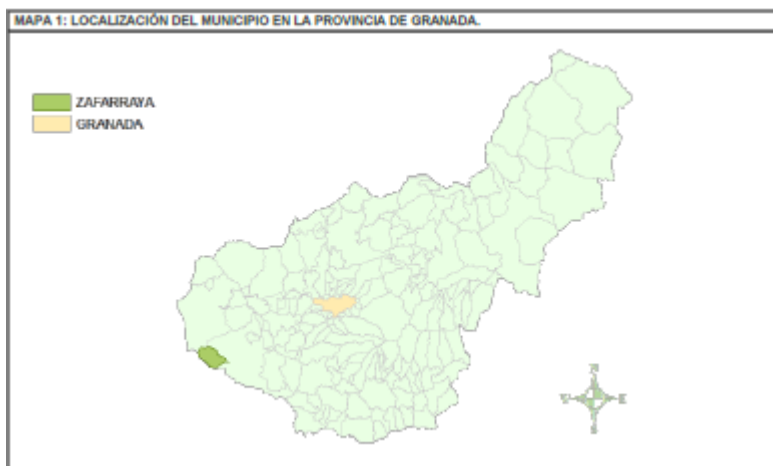 MAPA 1: LOCALIZACIÓN DEL MUNICIPIO EN LA PROVINCIA DE GRANADA.
ZAFARRAYA
GRANADA